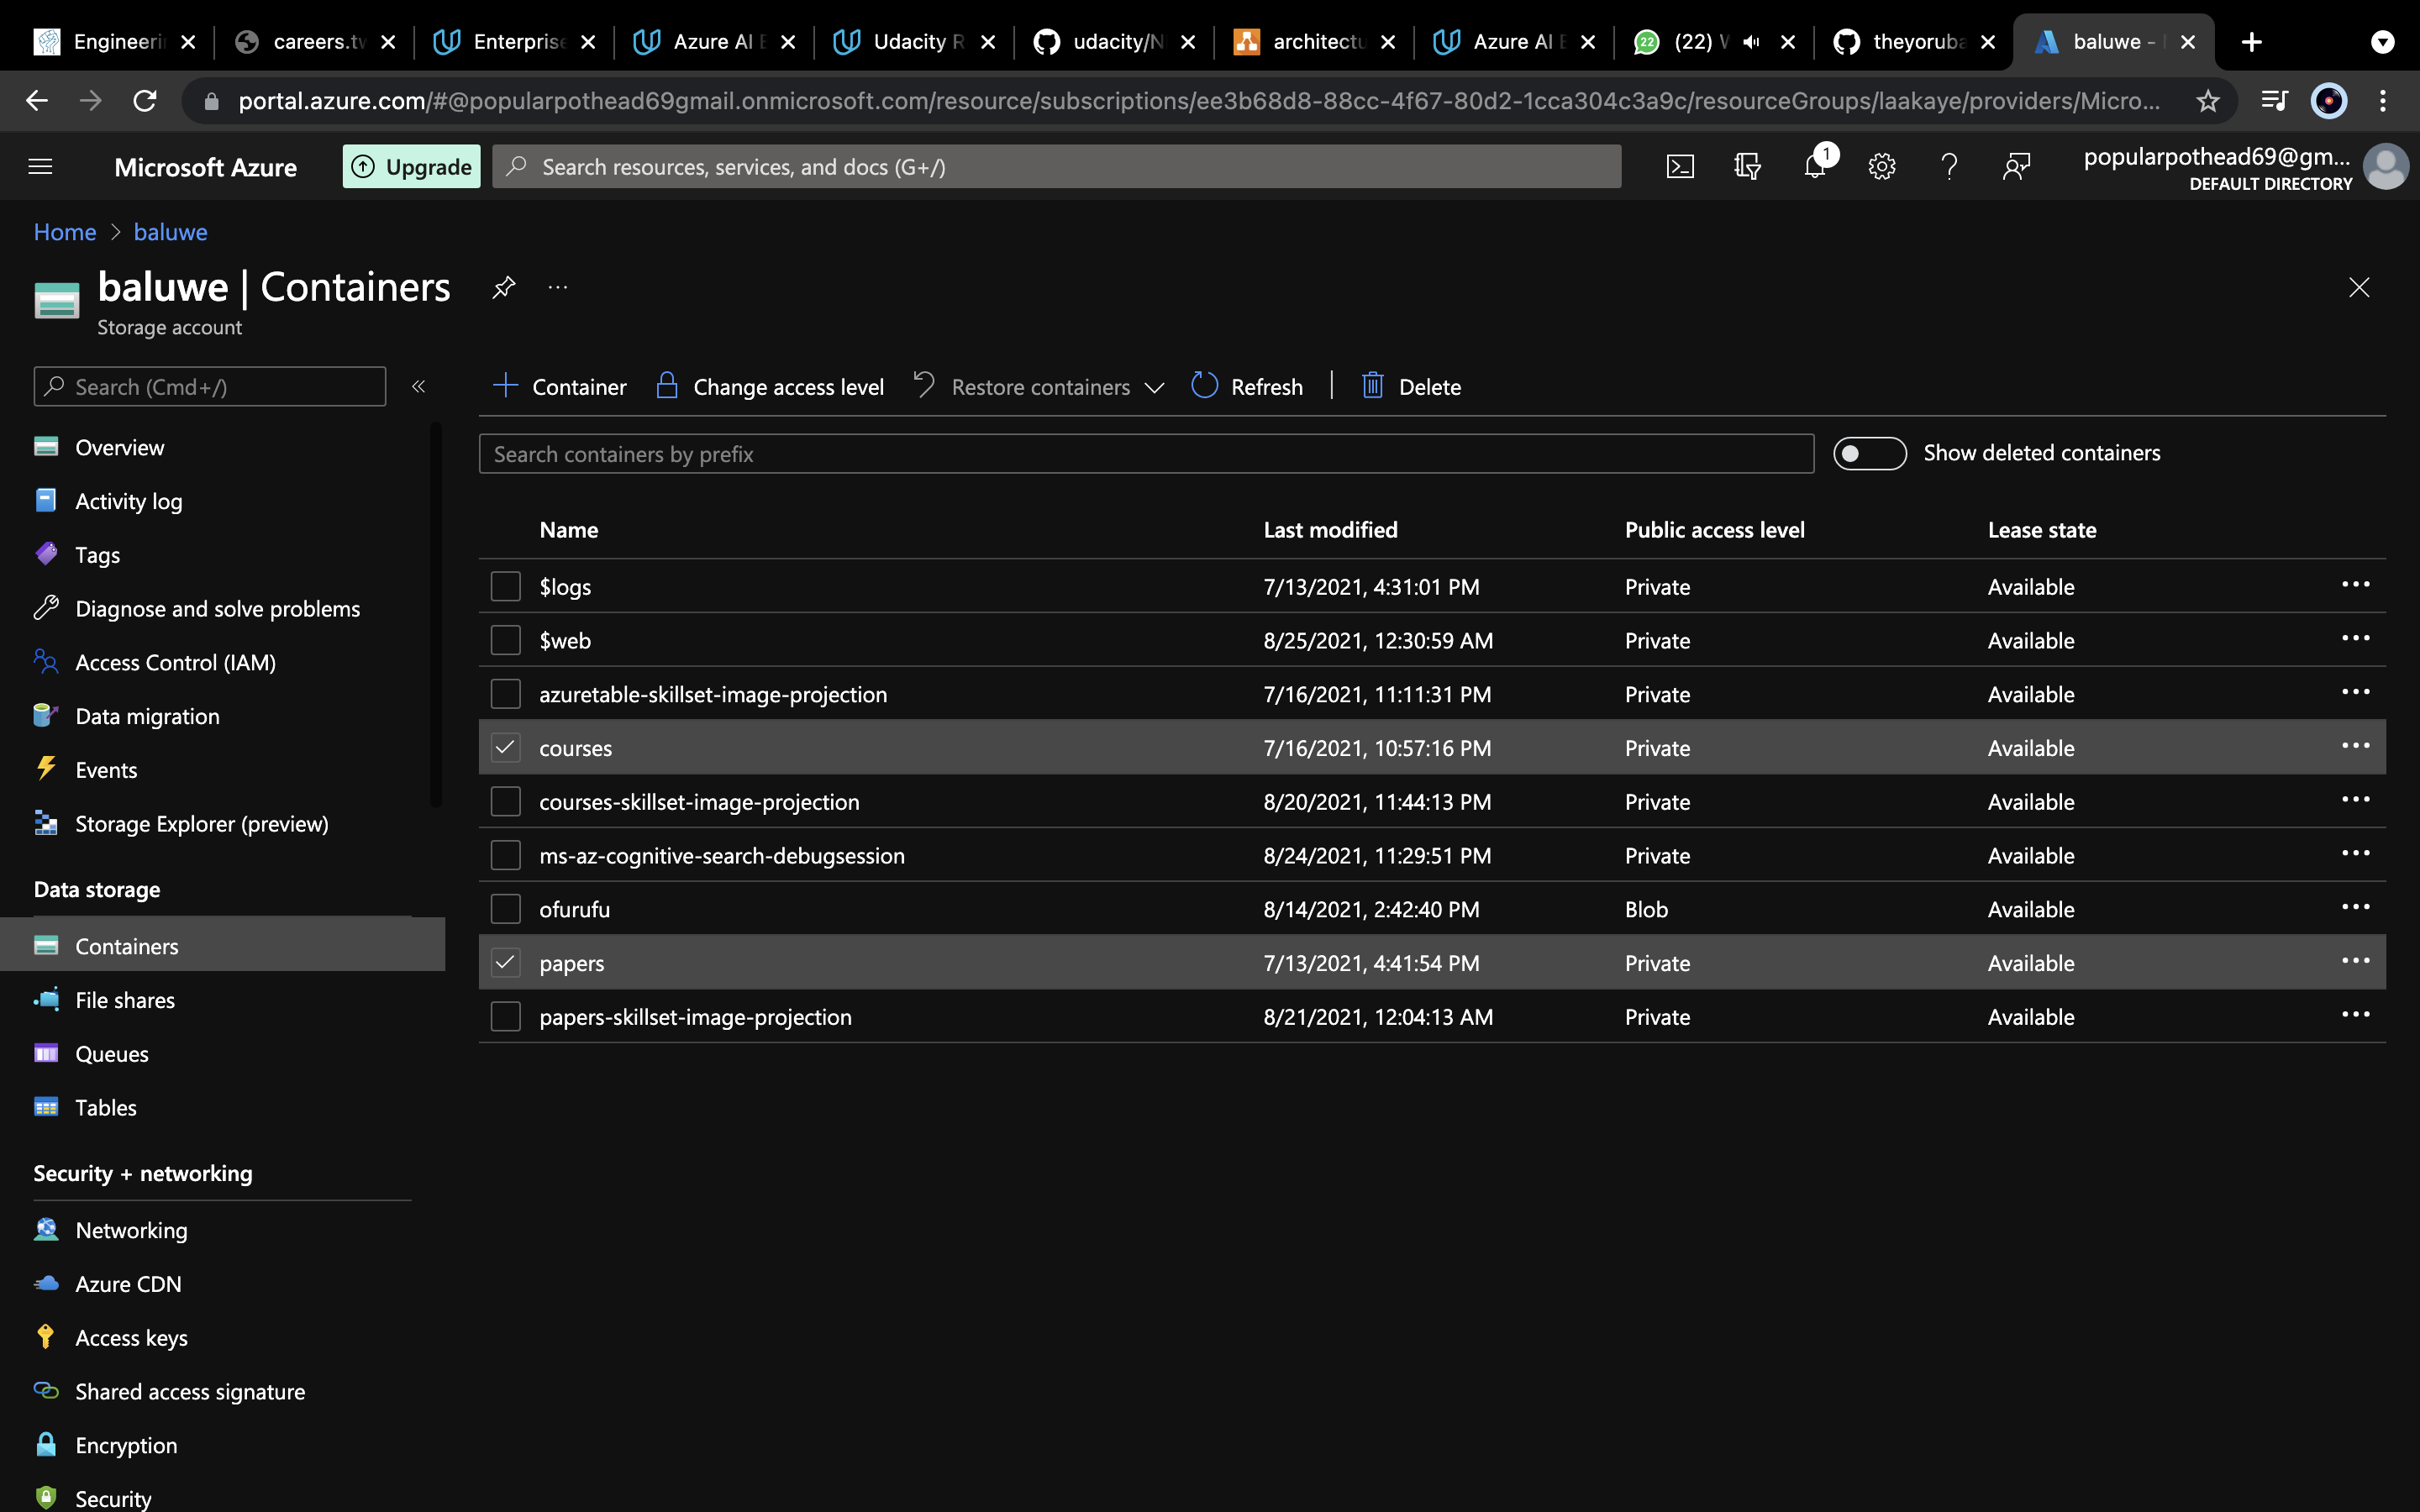 Engineerin
careers.tw
Enterprise
Azure AI E
Udacity R
udacity/N
architectu
Azure AI E
22 (22) W
theyoruba
baluwe -
portal.azure.com/#@popularpothead69gmail.onmicrosoft.com/resource/subscriptions/ee3b68d8-88cc-4f67-80d2-1cca304c3a9c/resourceGroups/laakaye/providers/Micro...
Microsoft Azure
Upgrade
Search resources, services, and docs (G+/)
1
popularpothead69@gm...
DEFAULT DIRECTORY
Home > baluwe
baluwe | Containers
...
Storage account
Search (Cmd+/)
«
Container
Change access level
Restore containers
Refresh
Delete
Search containers by prefix
Show deleted containers
Overview
Activity log
Tags
Diagnose and solve problems
Access Control (IAM)
Data migration
Events
Storage Explorer (preview)
Data storage
Containers
File shares
Queues
Tables
Security + networking
Networking
Azure CDN
Access keys
Shared access signature
Encryption
Security
Name Last modified Public access level Lease state
$logs 7/13/2021, 4:31:01 PM Private Available ...
$web 8/25/2021, 12:30:59 AM Private Available ...
azuretable-skillset-image-projection 7/16/2021, 11:11:31 PM Private Available ...
courses 7/16/2021, 10:57:16 PM Private Available ...
courses-skillset-image-projection 8/20/2021, 11:44:13 PM Private Available ...
ms-az-cognitive-search-debugsession 8/24/2021, 11:29:51 PM Private Available ...
ofurufu 8/14/2021, 2:42:40 PM Blob Available ...
papers 7/13/2021, 4:41:54 PM Private Available ...
papers-skillset-image-projection 8/21/2021, 12:04:13 AM Private Available ...